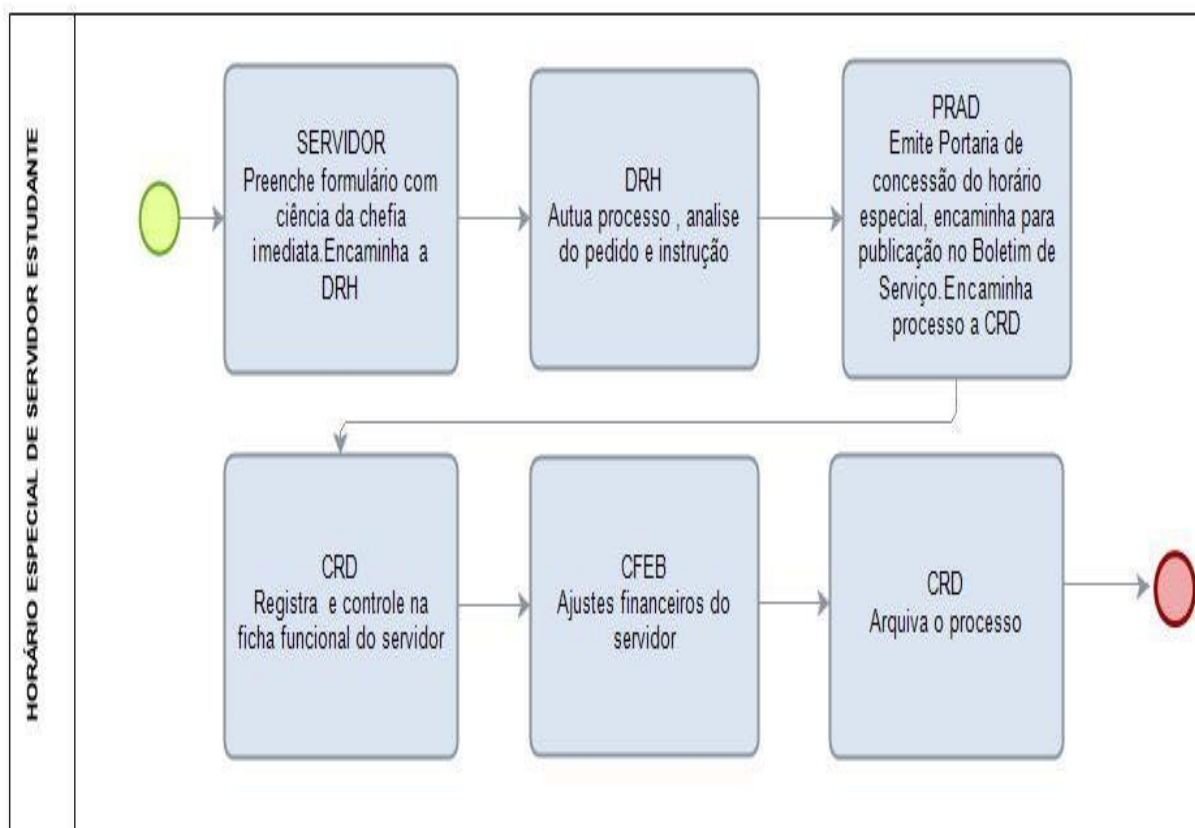 HORÁRIO ESPECIAL DE SERVIDOR ESTUDANTE
SERVIDOR
Preenche formulário com
ciência da chefia
imediata.Encaminha a
DRH
DRH
Autua processo , analise
do pedido e instrução
PRAD
Emite Portaria de
concessão do horário
especial, encaminha para
publicação no Boletim de
Serviço.Encaminha
processo a CRD
CRD
Registra e controle na
ficha funcional do servidor
CFEB
Ajustes financeiros do
servidor
CRD
Arquiva o processo